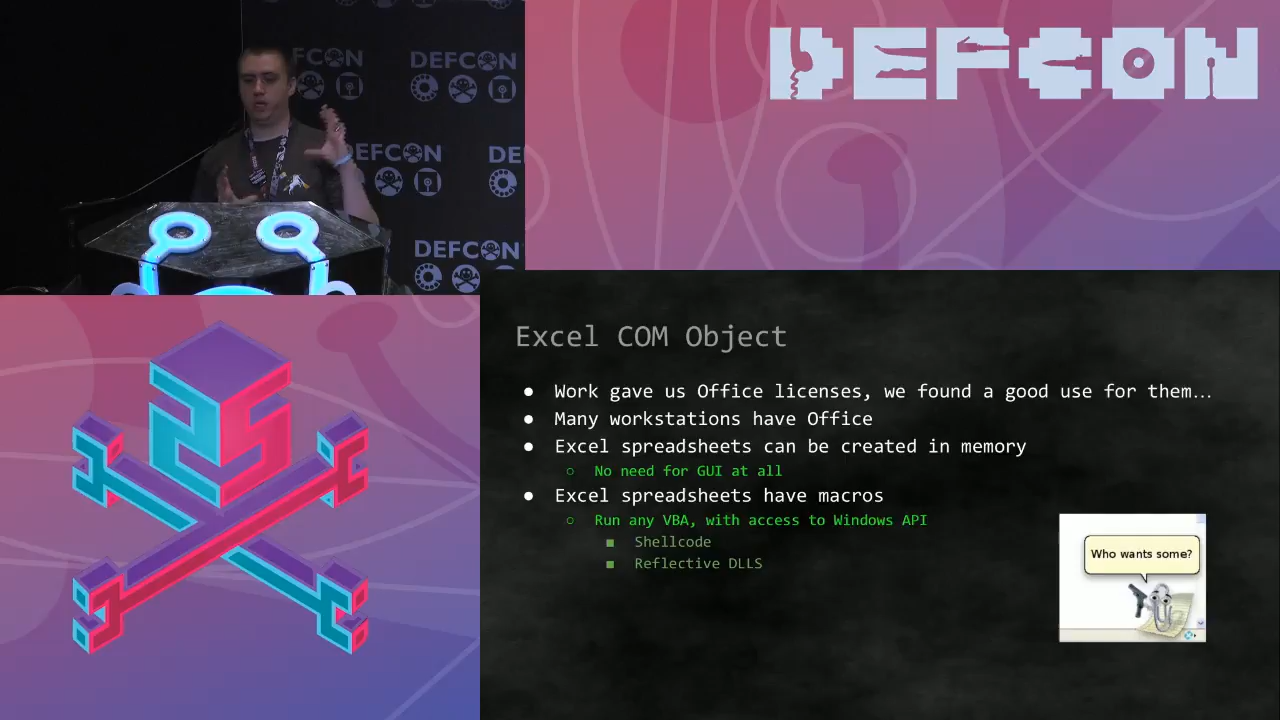 DEFCON
DEFCON
DEFCON
DEFCON
DE
DEFCON
Excel COM Object
● Work gave us Office licenses, we found a good use for them…
● Many workstations have Office
● Excel spreadsheets can be created in memory
○ No need for GUI at all
● Excel spreadsheets have macros
○ Run any VBA, with access to Windows API
■ Shellcode
■ Reflective DLLS
Who wants some?